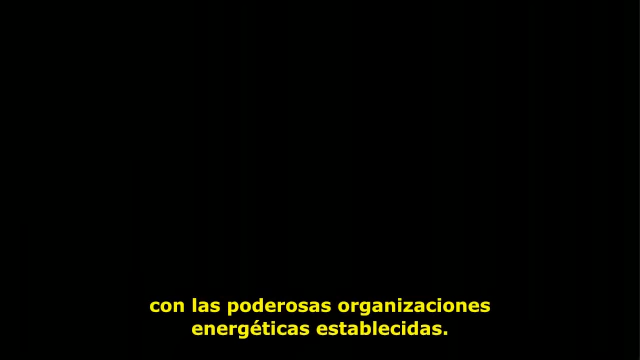 con las poderosas organizaciones
energéticas establecidas.